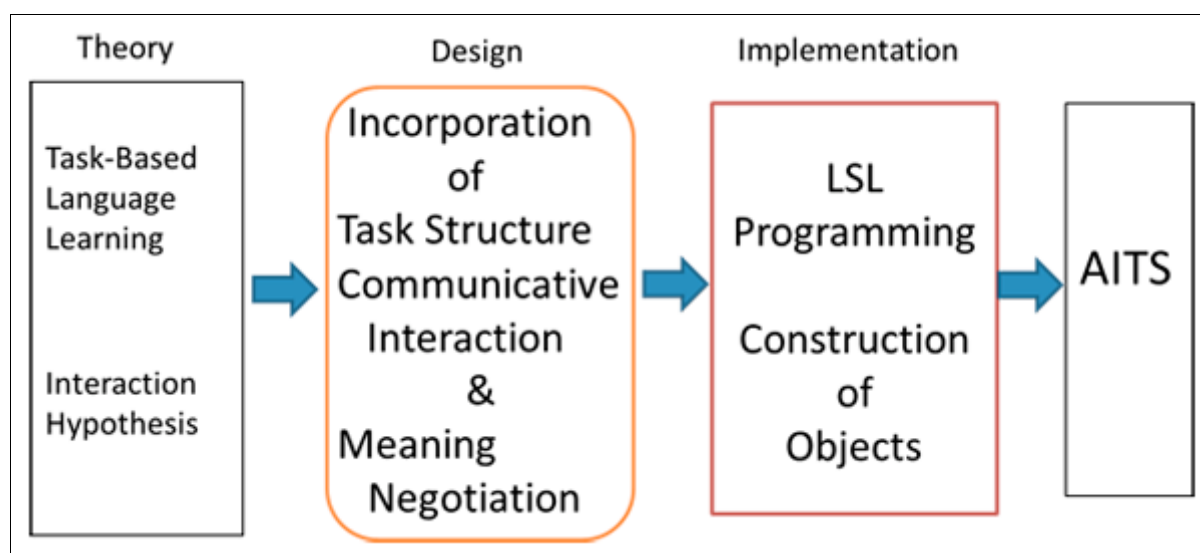 Theory
Task-Based
Language
Learning
Interaction
Hypothesis
Design
Incorporation
of
Task Structure
Communicative
Interaction
&
Meaning
Negotiation
Implementation
LSL
Programming
Construction
of
Objects
AITS